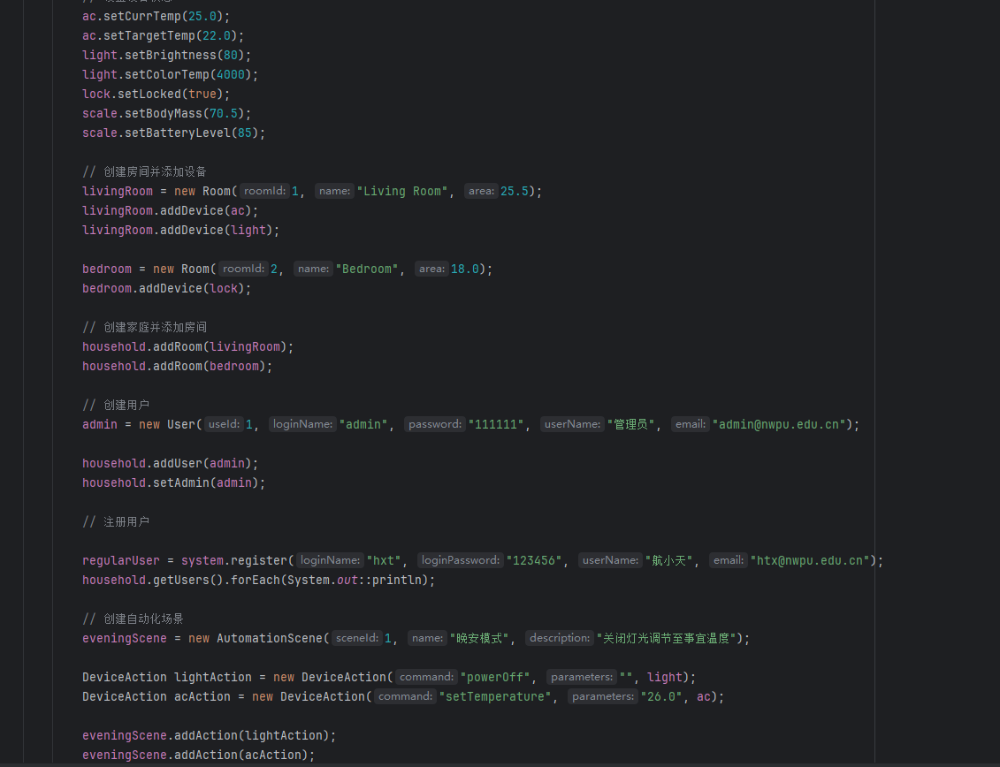 ac.setCurrTemp(25.0);
ac.setTargetTemp(22.0);
light.setBrightness(80);
light.setColorTemp(4000);
lock.setLocked(true);
scale.setBodyMass(70.5);
scale.setBatteryLevel(85);
// 创建房间并添加设备
livingRoom = new Room( roomId: 1, name: "Living Room", area: 25.5);
livingRoom.addDevice(ac);
livingRoom.addDevice(light);
bedroom = new Room( roomId: 2, name: "Bedroom", area: 18.0);
bedroom.addDevice(lock);
// 创建家庭并添加房间
household.addRoom(livingRoom);
household.addRoom(bedroom);
// 创建用户
admin = new User( useId: 1, loginName: "admin", password: "111111", userName: "管理员", email: "admin@nwpu.edu.cn");
household.addUser(admin);
household.setAdmin(admin);
// 注册用户
regularUser = system.register( loginName: "hxt", loginPassword: "123456", userName: "航小天", email: "htx@nwpu.edu.cn");
household.getUsers().forEach(System.out::println);
// 创建自动化场景
eveningScene = new AutomationScene( sceneId: 1, name: "晚安模式", description: "关闭灯光调节至事宜温度");
DeviceAction lightAction = new DeviceAction( command: "powerOff", parameters: "", light);
DeviceAction acAction = new DeviceAction( command: "setTemperature", parameters: "26.0", ac);
eveningScene.addAction(lightAction);
eveningScene.addAction(acAction);